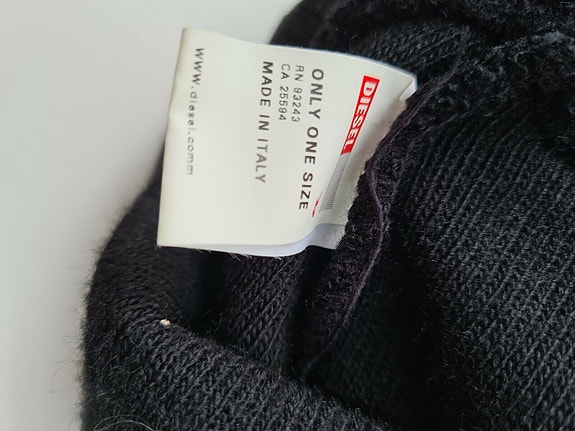 DIESEL
ONLY ONE SIZE
RN 93243
CA 25594
MADE IN ITALY
www.diesel.comm